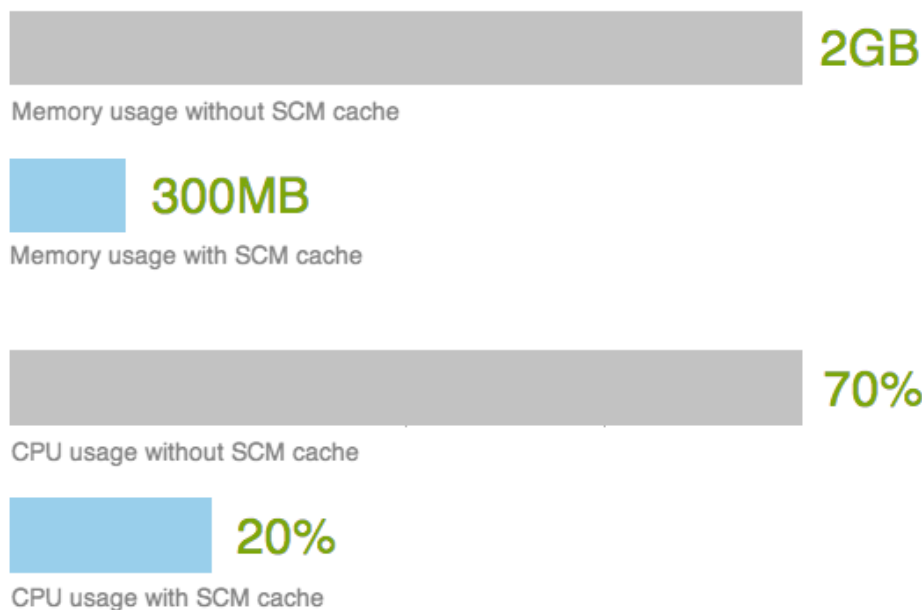 2GB
Memory usage without SCM cache
300MB
Memory usage with SCM cache
70%
CPU usage without SCM cache
20%
CPU usage with SCM cache